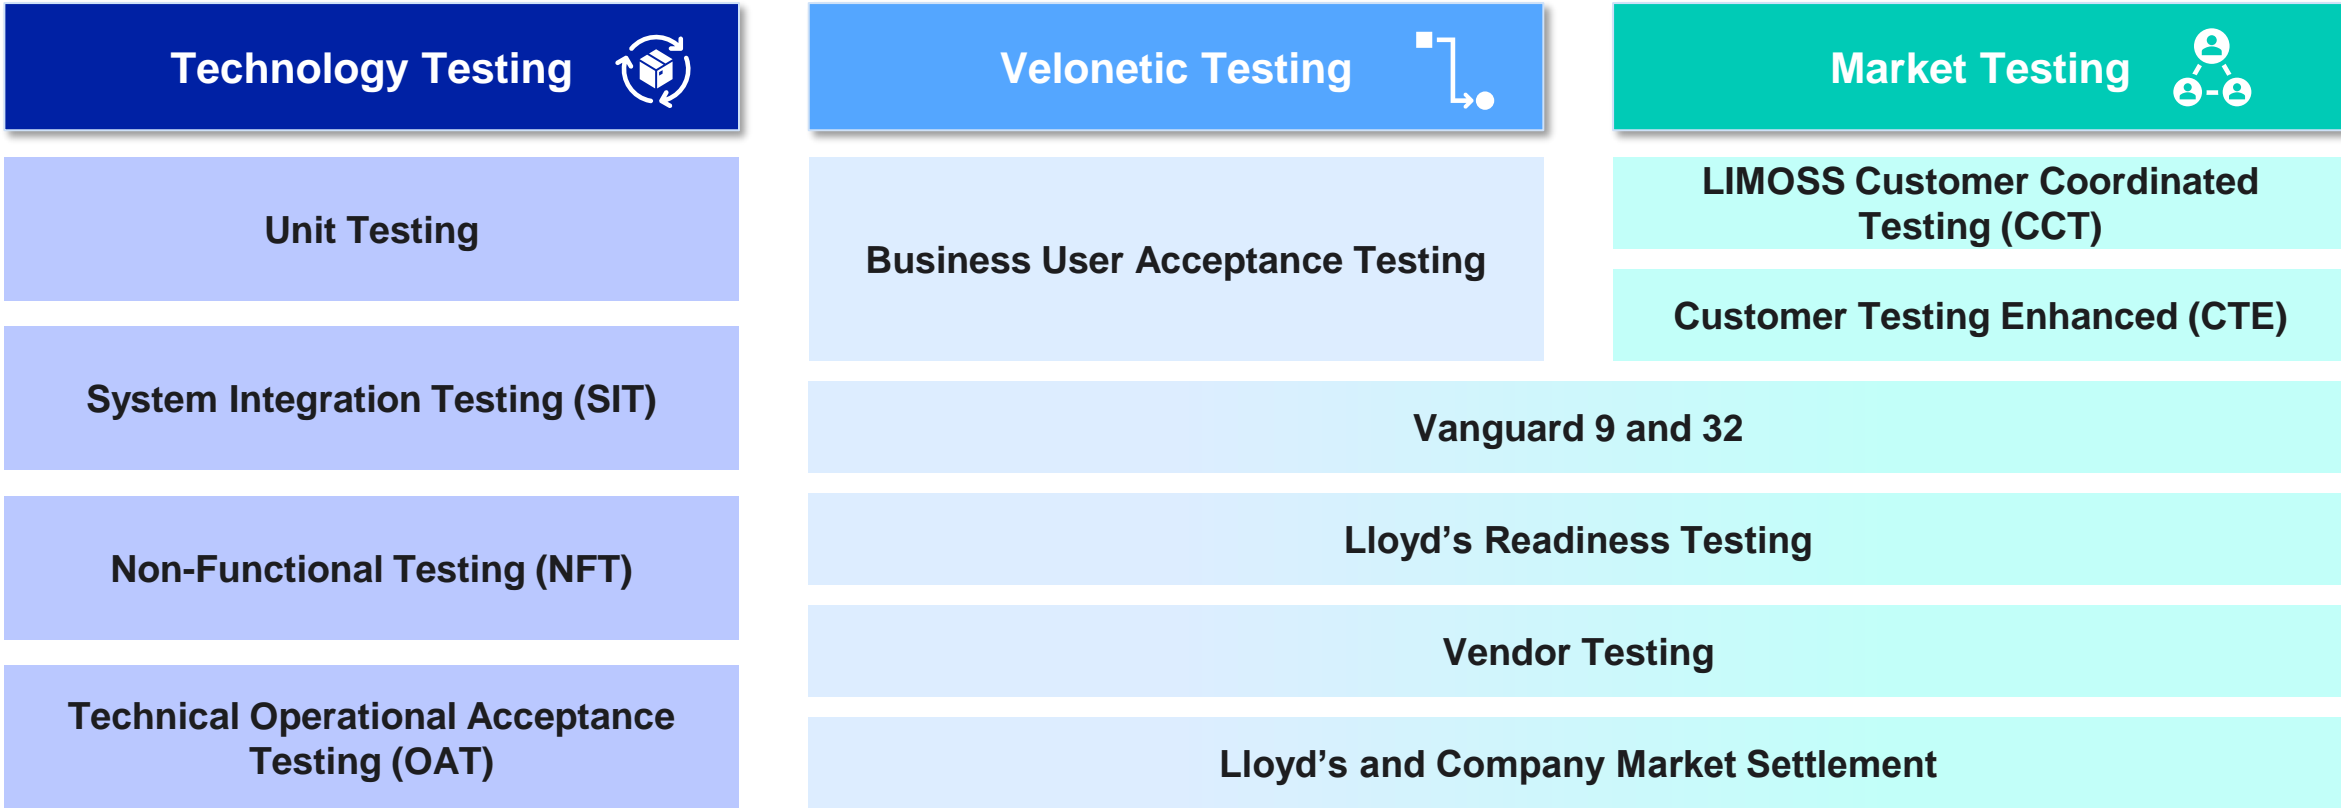 Technology Testing
Velonetic Testing
Market Testing
Unit Testing
System Integration Testing (SIT)
Non-Functional Testing (NFT)
Technical Operational Acceptance
Testing (OAT)
Business User Acceptance Testing
LIMOSS Customer Coordinated
Testing (CCT)
Customer Testing Enhanced (CTE)
Vanguard 9 and 32
Lloyd’s Readiness Testing
Vendor Testing
Lloyd’s and Company Market Settlement